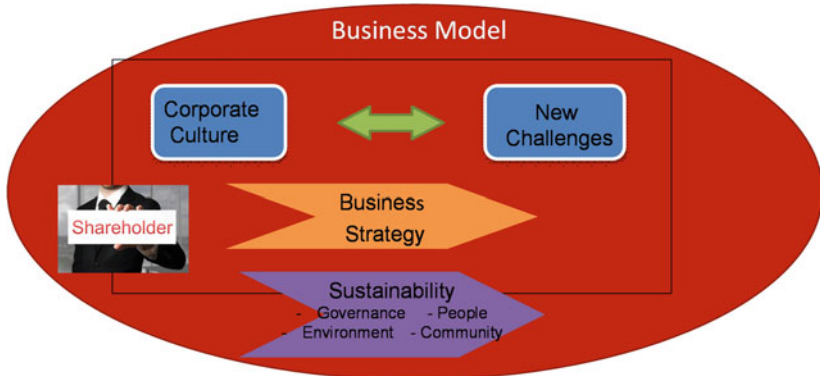 Business Model
Corporate
Culture
New
Challenges
Shareholder
Business
Strategy
Sustainability
- Governance - People
- Environment - Community